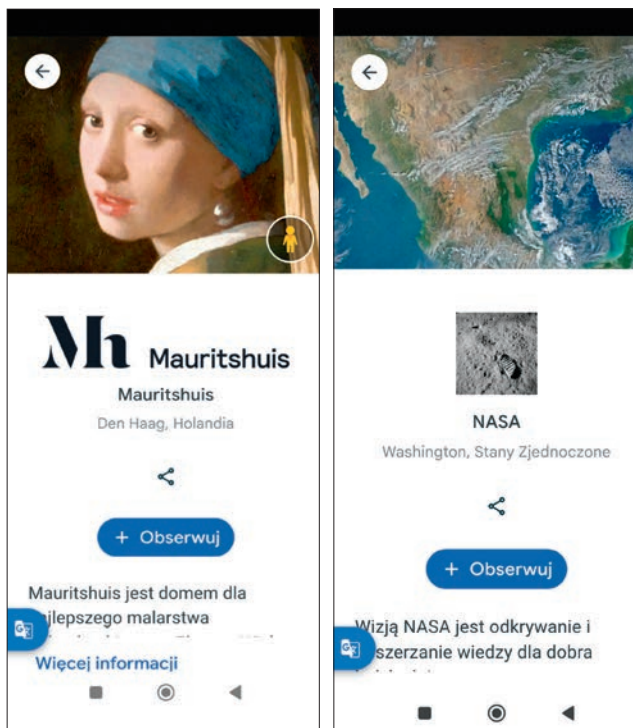 Mh Mauritshuis
Mauritshuis
Den Haag, Holandia
+ Obserwuj
Mauritshuis jest domem dla
malarstwa
Więcej informacji
NASA
Washington, Stany Zjednoczone
+ Obserwuj
Wizją NASA jest odkrywanie i
wiedzy dla dobra